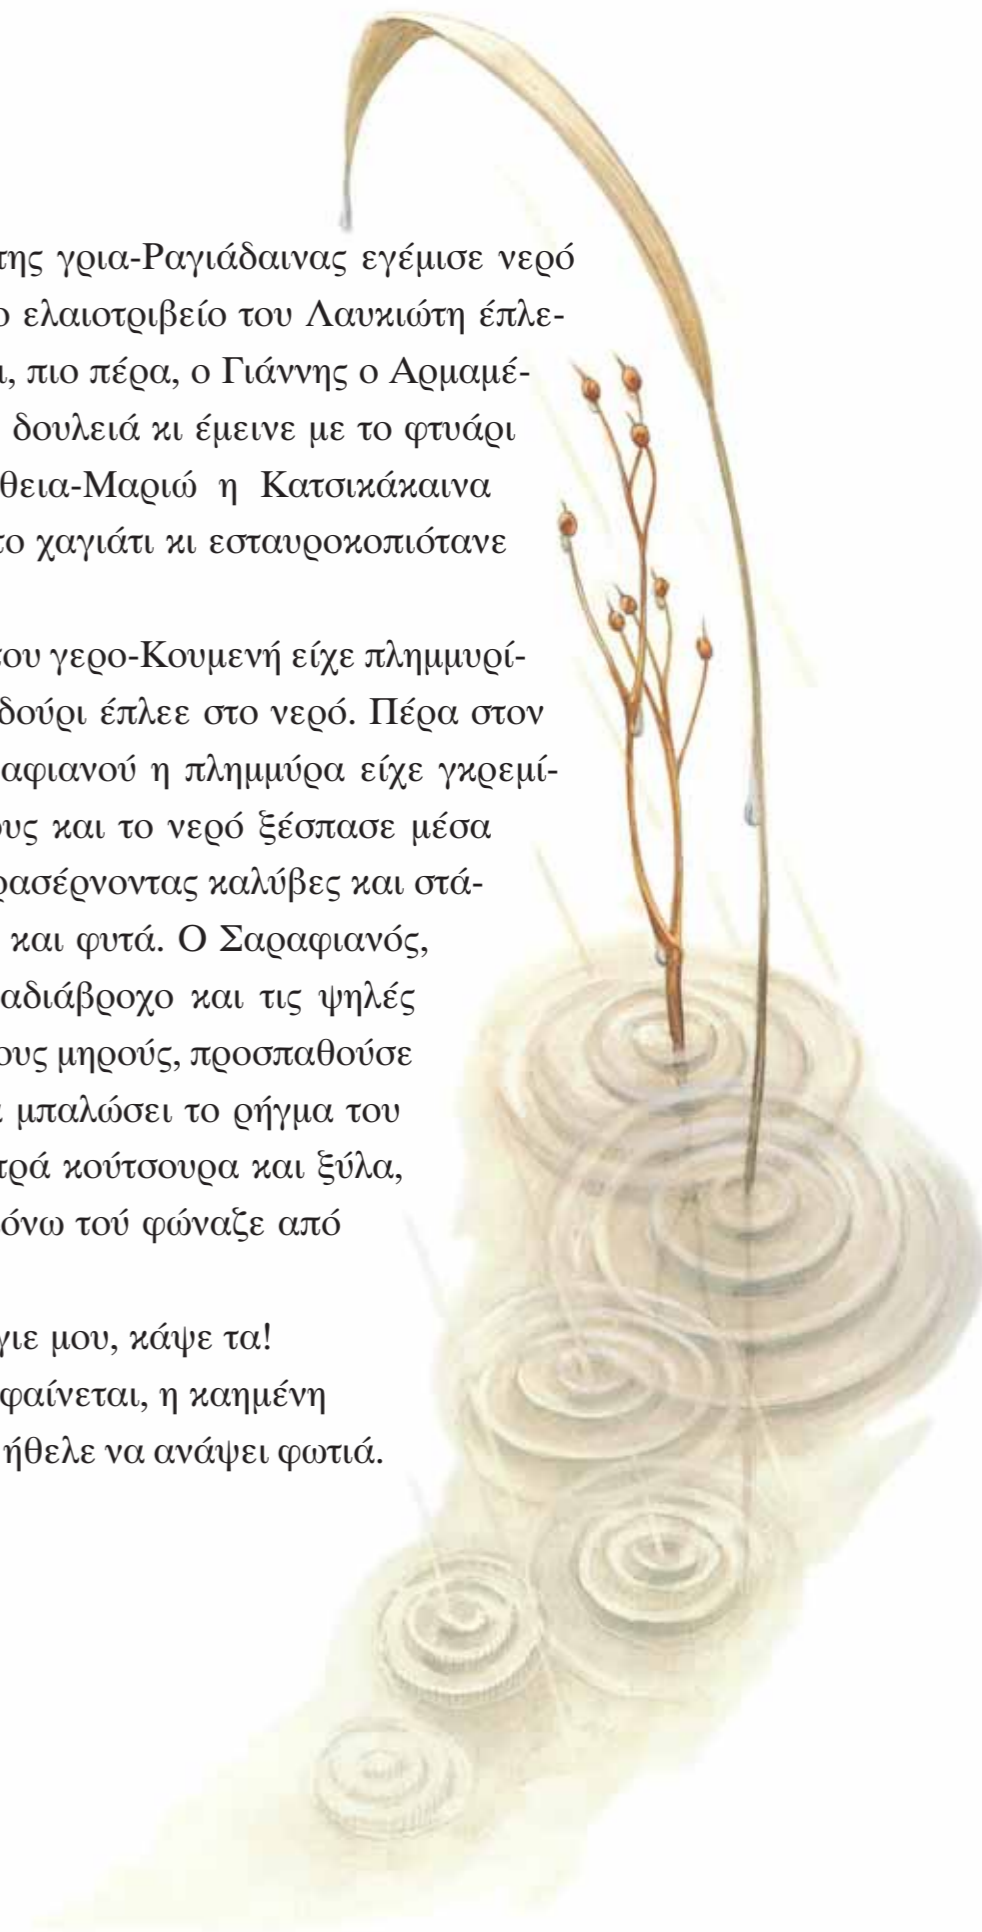 της γρια-Ραγιάδαινας εγέμισε νερό
ο ελαιοτριβείο του Λαυκιώτη έπλε-
ι, πιο πέρα, ο Γιάννης ο Αρμαμέ-
δουλειά κι έμεινε με το φτυάρι
θεια-Μαριώ η Κατσικάκαινα
το χαγιάτι κι εσταυροκοπιότανε
του γερο-Κουμενή είχε πλημμυρί-
δούρι έπλεε στο νερό. Πέρα στον
αφιανού η πλημμύρα είχε γκρεμί-
ους και το νερό ξέσπασε μέσα
ρασέρνοντας καλύβες και στά-
και φυτά. Ο Σαραφιανός,
αδιάβροχο και τις ψηλές
ους μηρούς, προσπαθούσε
α μπαλώσει το ρήγμα του
τρά κούτσουρα και ξύλα,
όνω τού φώναζε από
γιε μου, κάψε τα!
φαίνεται, η καημένη
ήθελε να ανάψει φωτιά.